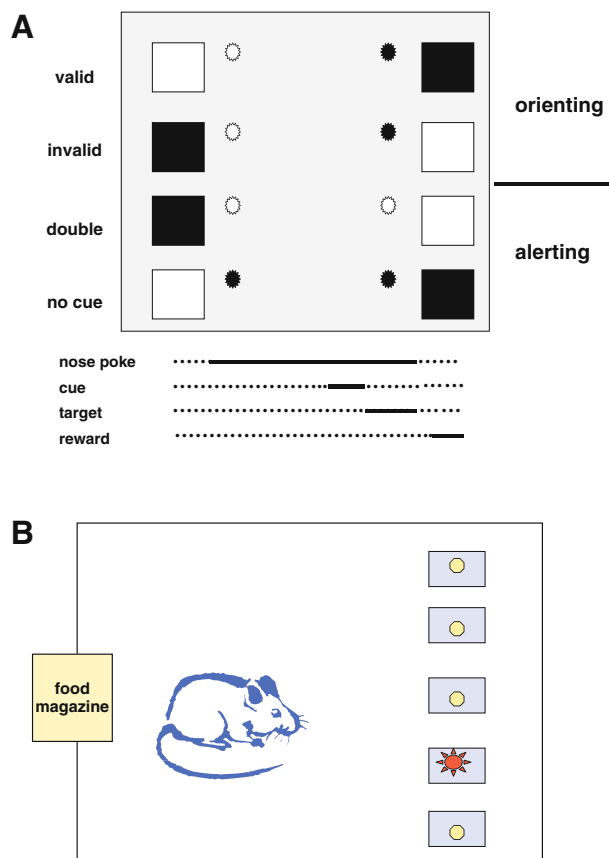 A
valid
orienting
invalid
double
alerting
no cue
nose poke
cue
target
reward
B
food
magazine